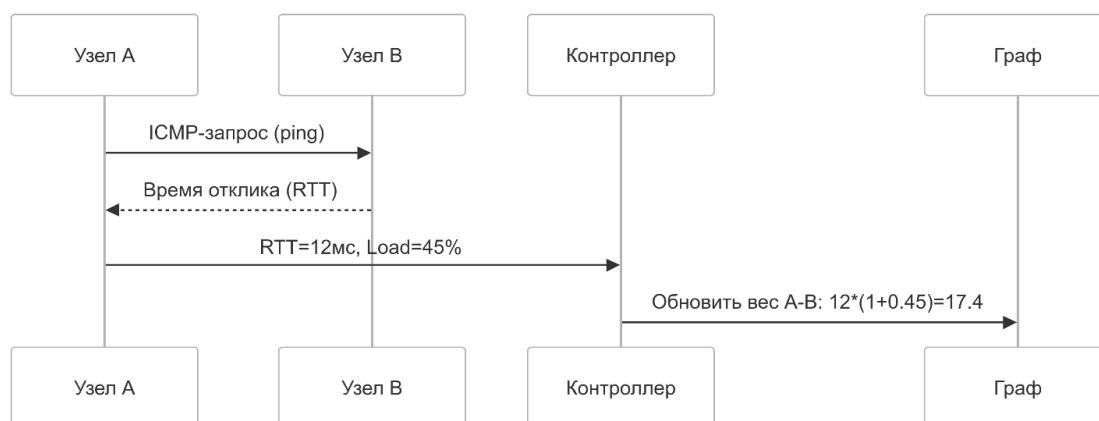 Узел A
Узел B
Контроллер
Граф
ICMP-запрос (ping)
Время отклика (RTT)
RTT=12мс, Load=45%
Обновить вес A-B: 12*(1+0.45)=17.4
Узел A
Узел B
Контроллер
Граф